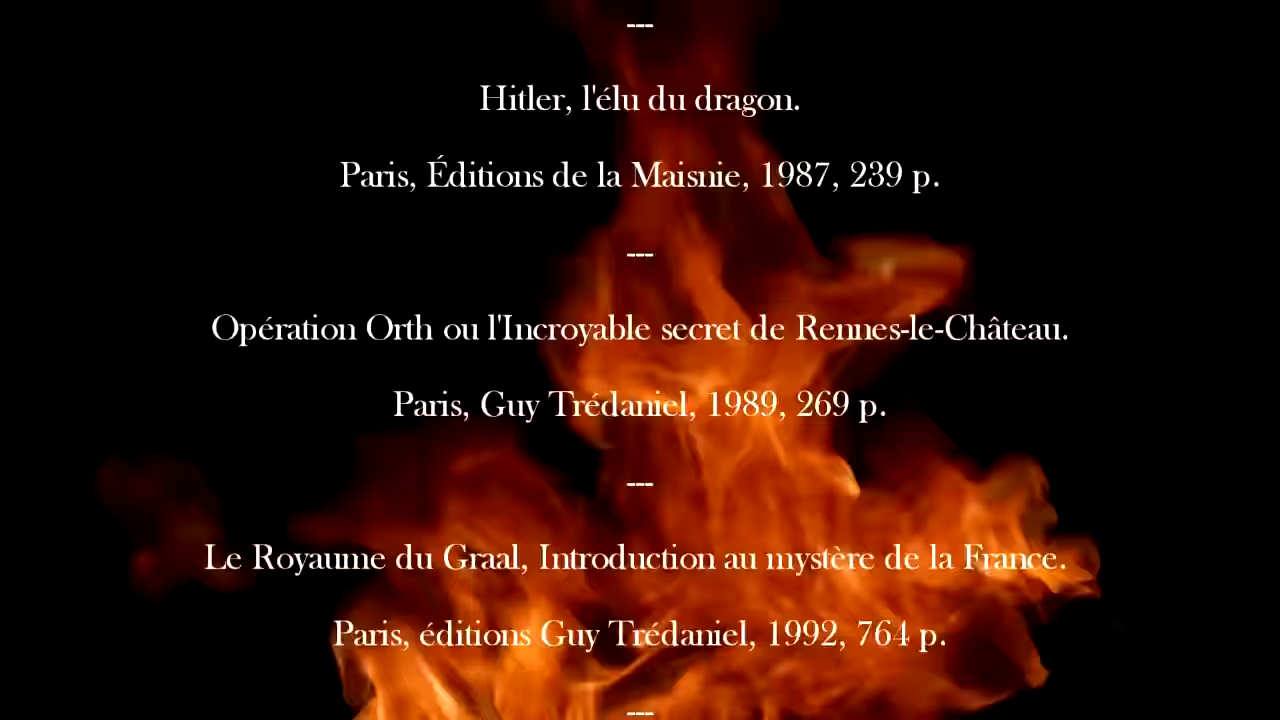 ---
Hitler, l'élu du dragon.
Paris, Éditions de la Maisnie, 1987, 239 p.
---
Opération Orth ou l'Incroyable secret de Rennes-le-Château.
Paris, Guy Trédaniel, 1989, 269 p.
---
Le Royaume du Graal, Introduction au mystère de la France.
Paris, éditions Guy Trédaniel, 1992, 764 p.
---